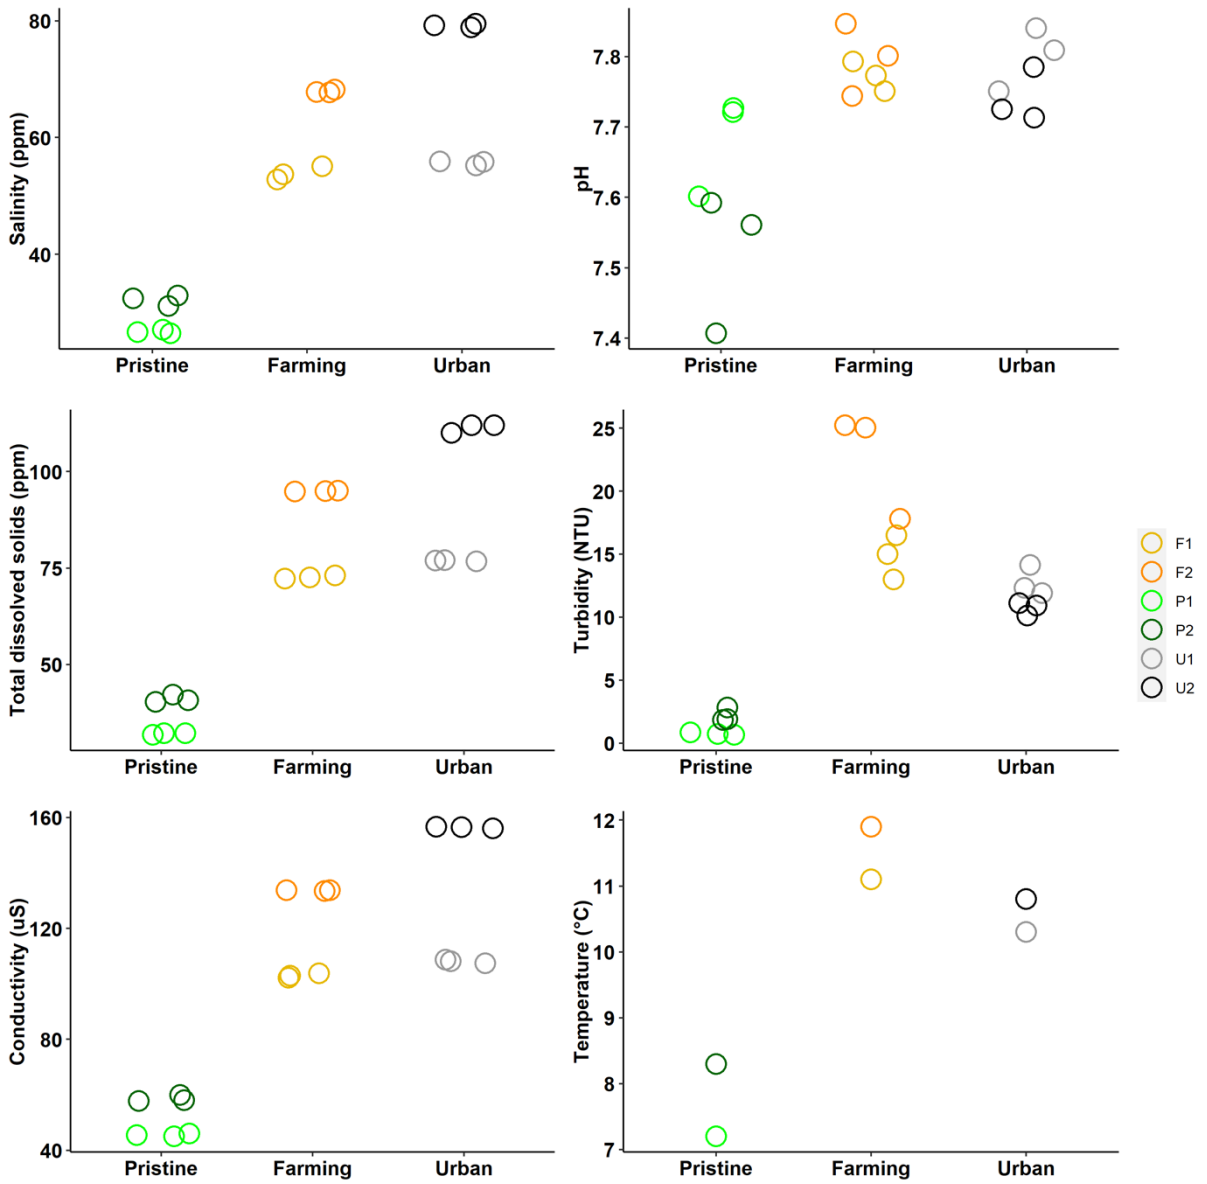 Salinity (ppm)
80
60
40
Pristine Farming Urban
pH
7.8
7.7
7.6
7.5
7.4
Pristine Farming Urban
Total dissolved solids (ppm)
100
75
50
Pristine Farming Urban
Turbidity (NTU)
25
20
15
10
5
0
Pristine Farming Urban
F1
F2
P1
P2
U1
U2
Conductivity (uS)
160
120
80
40
Pristine Farming Urban
Temperature (°C)
12
11
10
9
8
7
Pristine Farming Urban